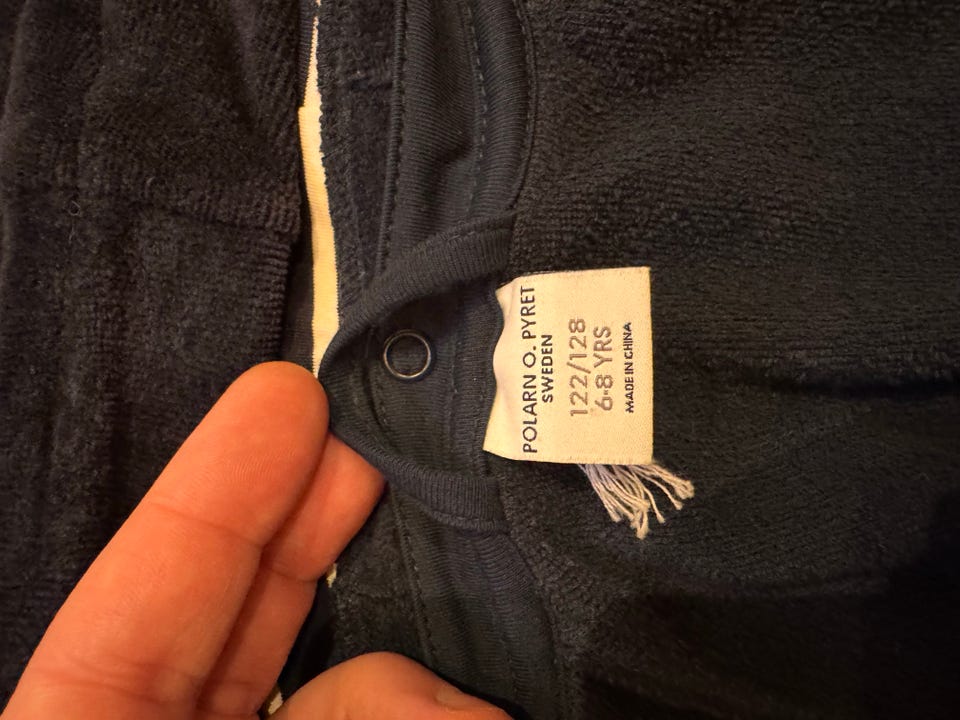 POLARN O. PYRET
SWEDEN
122/128
6-8 YRS
MADE IN CHINA